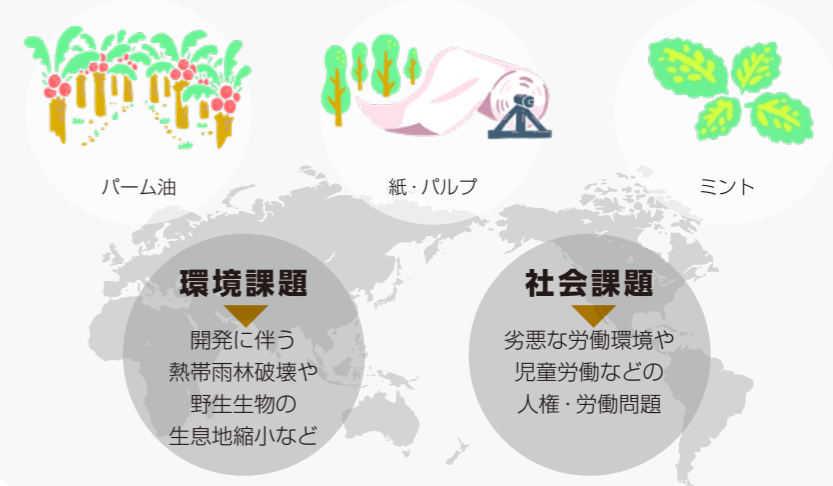 パーム油
紙・パルプ
ミント
環境課題
開発に伴う
熱帯雨林破壊や
野生生物の
生息地縮小など
社会課題
劣悪な労働環境や
児童労働などの
人権・労働問題